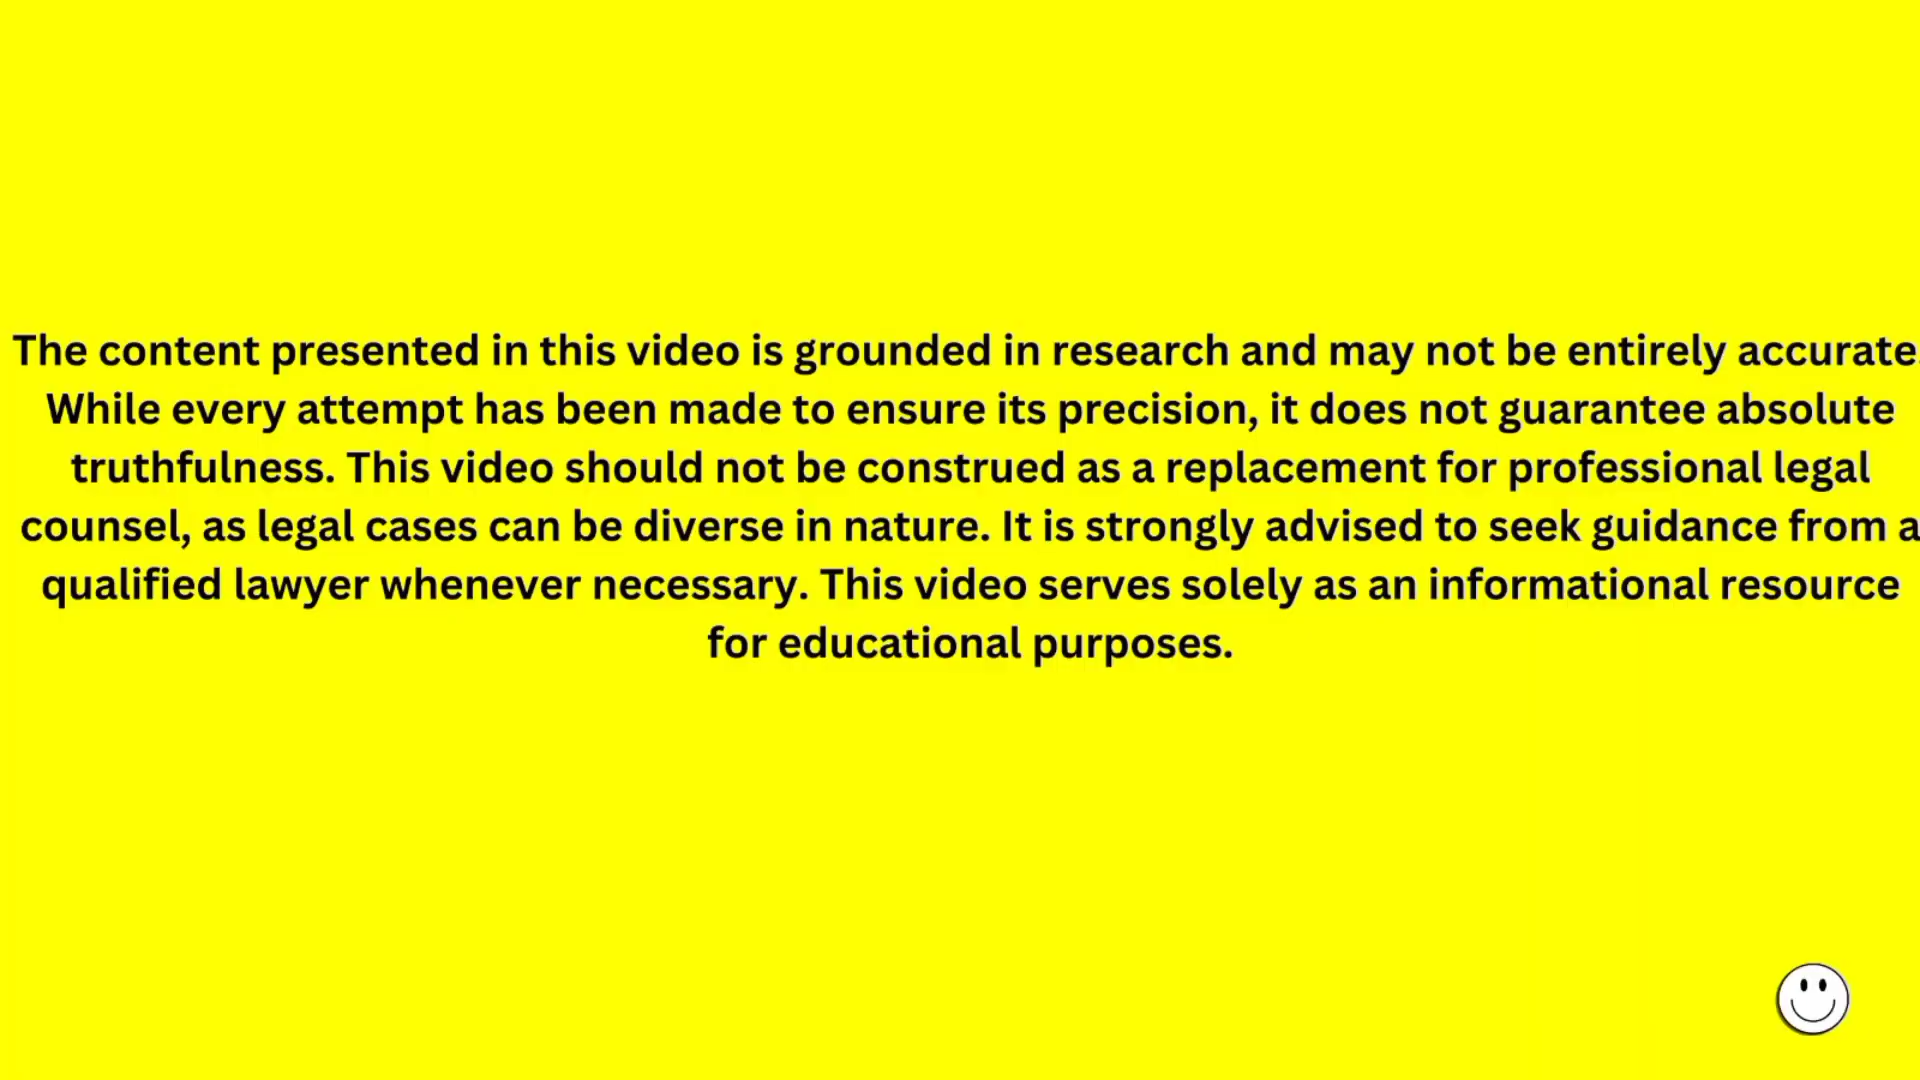 The content presented in this video is grounded in research and may not be entirely accurate.
While every attempt has been made to ensure its precision, it does not guarantee absolute
truthfulness. This video should not be construed as a replacement for professional legal
counsel, as legal cases can be diverse in nature. It is strongly advised to seek guidance from a
qualified lawyer whenever necessary. This video serves solely as an informational resource
for educational purposes.